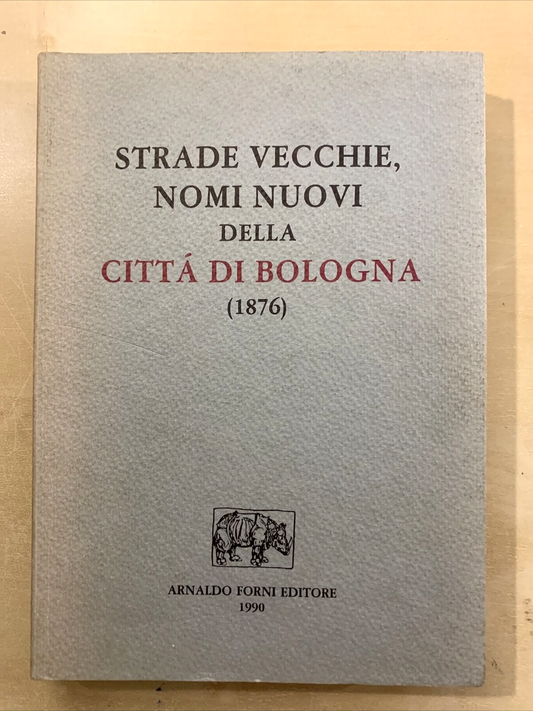 STRADE VECCHIE,
NOMI NUOVI
DELLA
CITTÁ DI BOLOGNA
(1876)
ARNALDO FORNI EDITORE
1990